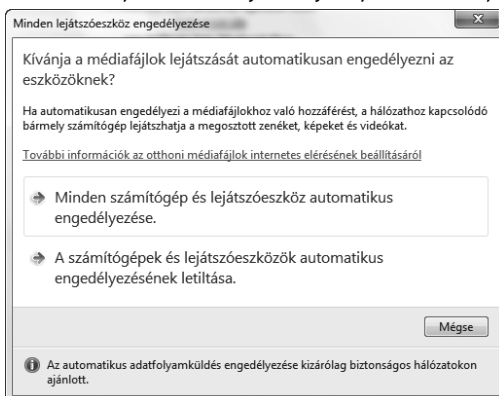 Minden lejátszóeszköz engedélyezése
Kívánja a médiafájlok lejátszását automatikusan engedélyezni az
eszközöknek?
Ha automatikusan engedélyezi a médiafájlokhoz való hozzáférést, a hálózathoz kapcsolódó
bármely számítógép lejátszhatja a megosztott zenéket, képeket és videókat.
További információk az otthoni médiafájlok internetes elérésének beállításáról
Minden számítógép és lejátszóeszköz automatikus
engedélyezése.
A számítógépek és lejátszóeszközök automatikus
engedélyezésének letiltása.
Mégse
Az automatikus adatfolyamküldés engedélyezése kizárólag biztonságos hálózatokon
ajánlott.